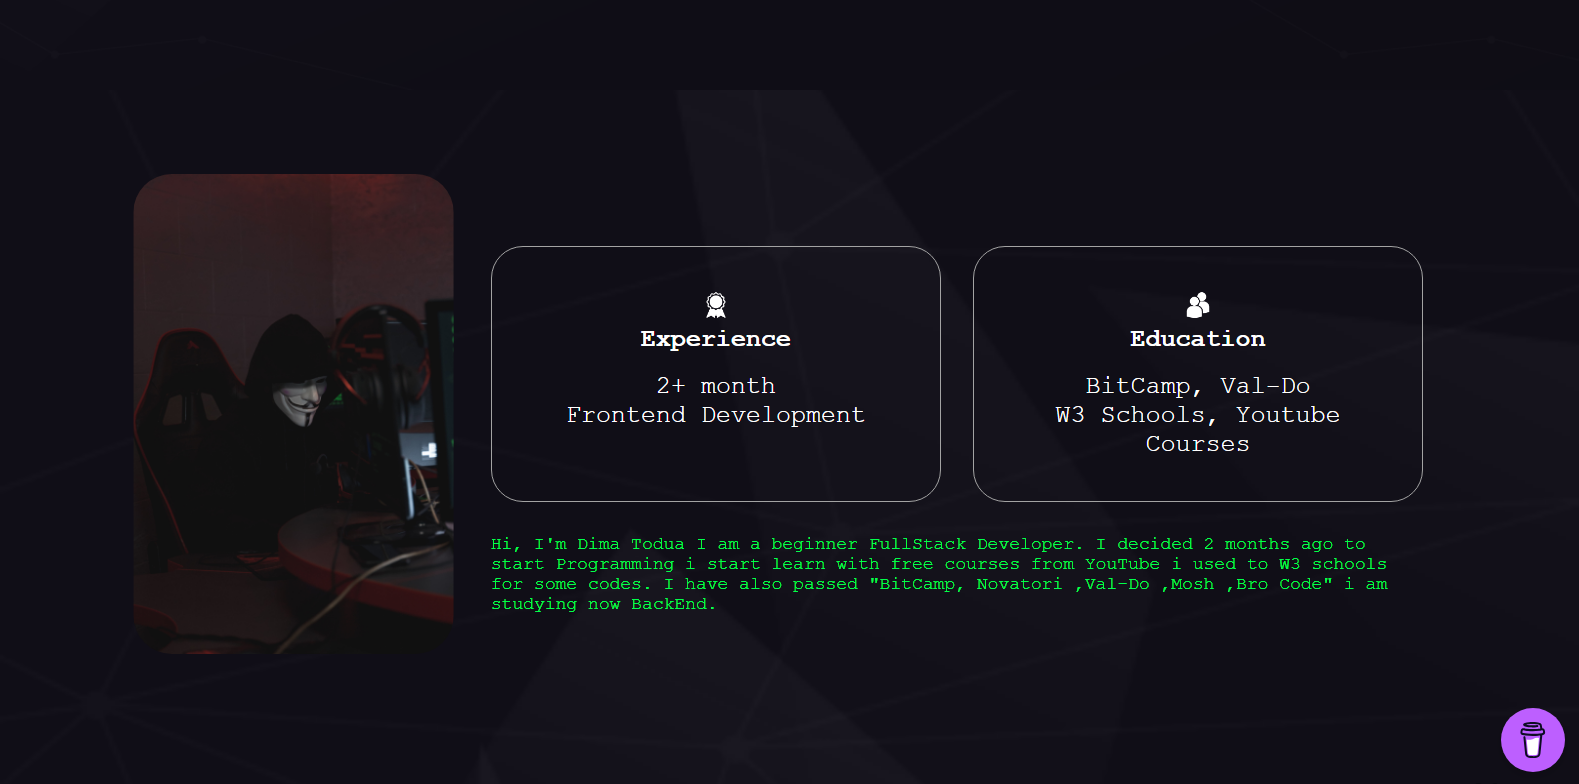 Experience
2+ month
Frontend Development
Education
BitCamp, Val-Do
W3 Schools, Youtube
Courses
Hi, I'm Dima Todua I am a beginner FullStack Developer. I decided 2 months ago to
start Programming i start learn with free courses from YouTube i used to W3 schools
for some codes. I have also passed "BitCamp, Novatori ,Val-Do ,Mosh ,Bro Code" i am
studying now BackEnd.